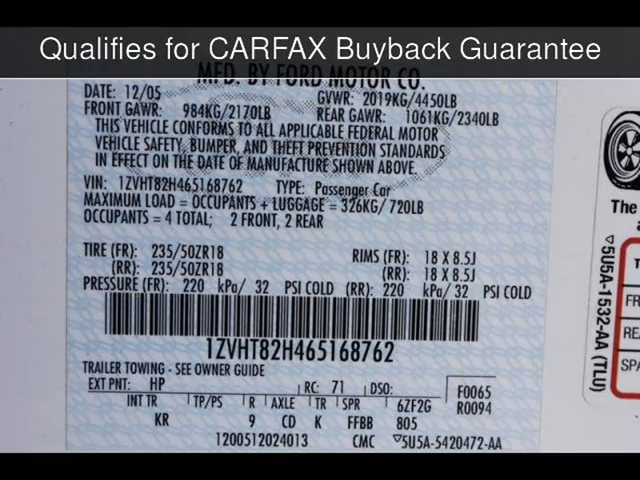 Qualifies for CARFAX Buyback Guarantee
MFD. BY FORD MOTOR CO.
DATE: 12/05 GVWR: 2019KG/4450LB
FRONT GAWR: 984KG/2170LB REAR GAWR: 1061KG/2340LB
THIS VEHICLE CONFORMS TO ALL APPLICABLE FEDERAL MOTOR
VEHICLE SAFETY, BUMPER, AND THEFT PREVENTION STANDARDS
IN EFFECT ON THE DATE OF MANUFACTURE SHOWN ABOVE.
VIN: 1ZVHT82H465168762 TYPE: Passenger Car
MAXIMUM LOAD = OCCUPANTS + LUGGAGE = 326KG/ 720LB
OCCUPANTS = 4 TOTAL; 2 FRONT, 2 REAR
TIRE (FR): 235/50ZR18 RIMS (FR): 18 X 8.5J
(RR): 235/50ZR18 (RR): 18 X 8.5J
PRESSURE (FR): 220 kPa/ 32 PSI COLD (RR): 220 kPa/ 32 PSI COLD
1ZVHT82H465168762
TRAILER TOWING - SEE OWNER GUIDE
EXT PNT: HP RC: 71 DSO: F0065
INT TR TP/PS R AXLE TR SPR 6ZF2G R0094
KR 9 CD K FFBB 805
1200512024013 CMC ▽5U5A-5420472-AA
The
▽5U5A-1532-AA (TLU)
T
FR
REA
SPA